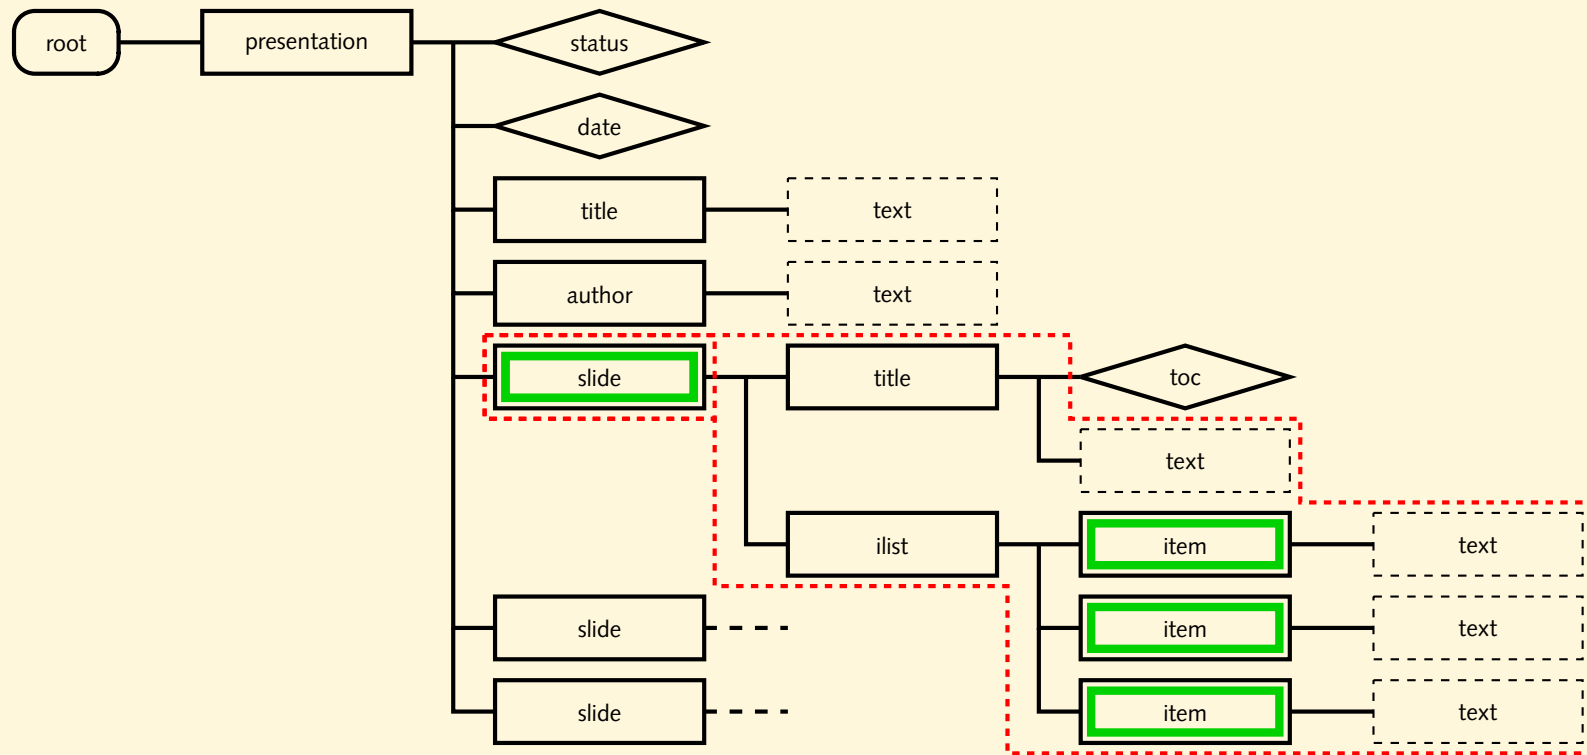 root presentation status
date
title text
author text
slide title toc
text
ilist item text
slide item text
slide item text